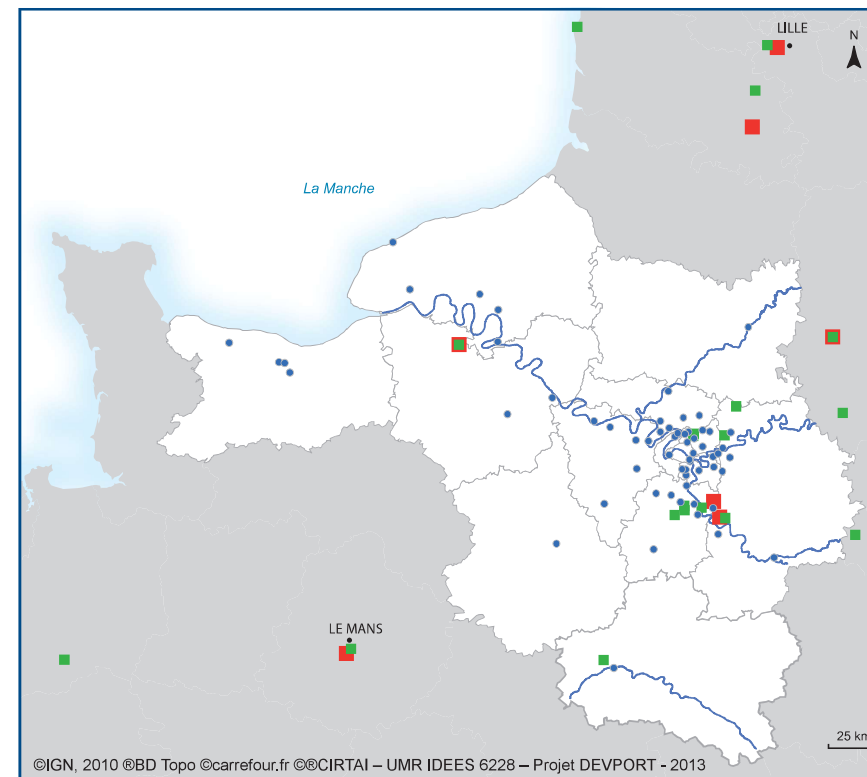 LILLE
N
La Manche
LE MANS
25 km
©IGN, 2010 ®BD Topo ©carrefour.fr ©®CIRTAI – UMR IDEES 6228 – Projet DEVPORT - 2013